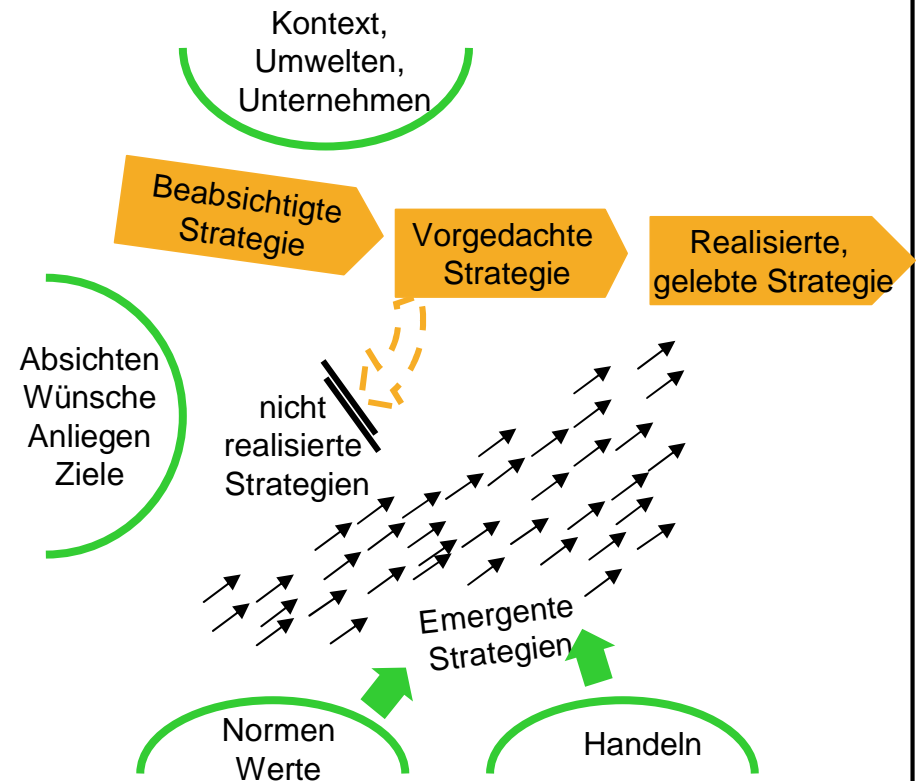 Kontext,
Umwelten,
Unternehmen
Beabsichtigte
Strategie
Vorgedachte
Strategie
Realisierte,
gelebte Strategie
Absichten
Wünsche
Anliegen
Ziele
nicht
realisierte
Strategien
Emergente
Strategien
Normen
Werte
Handeln